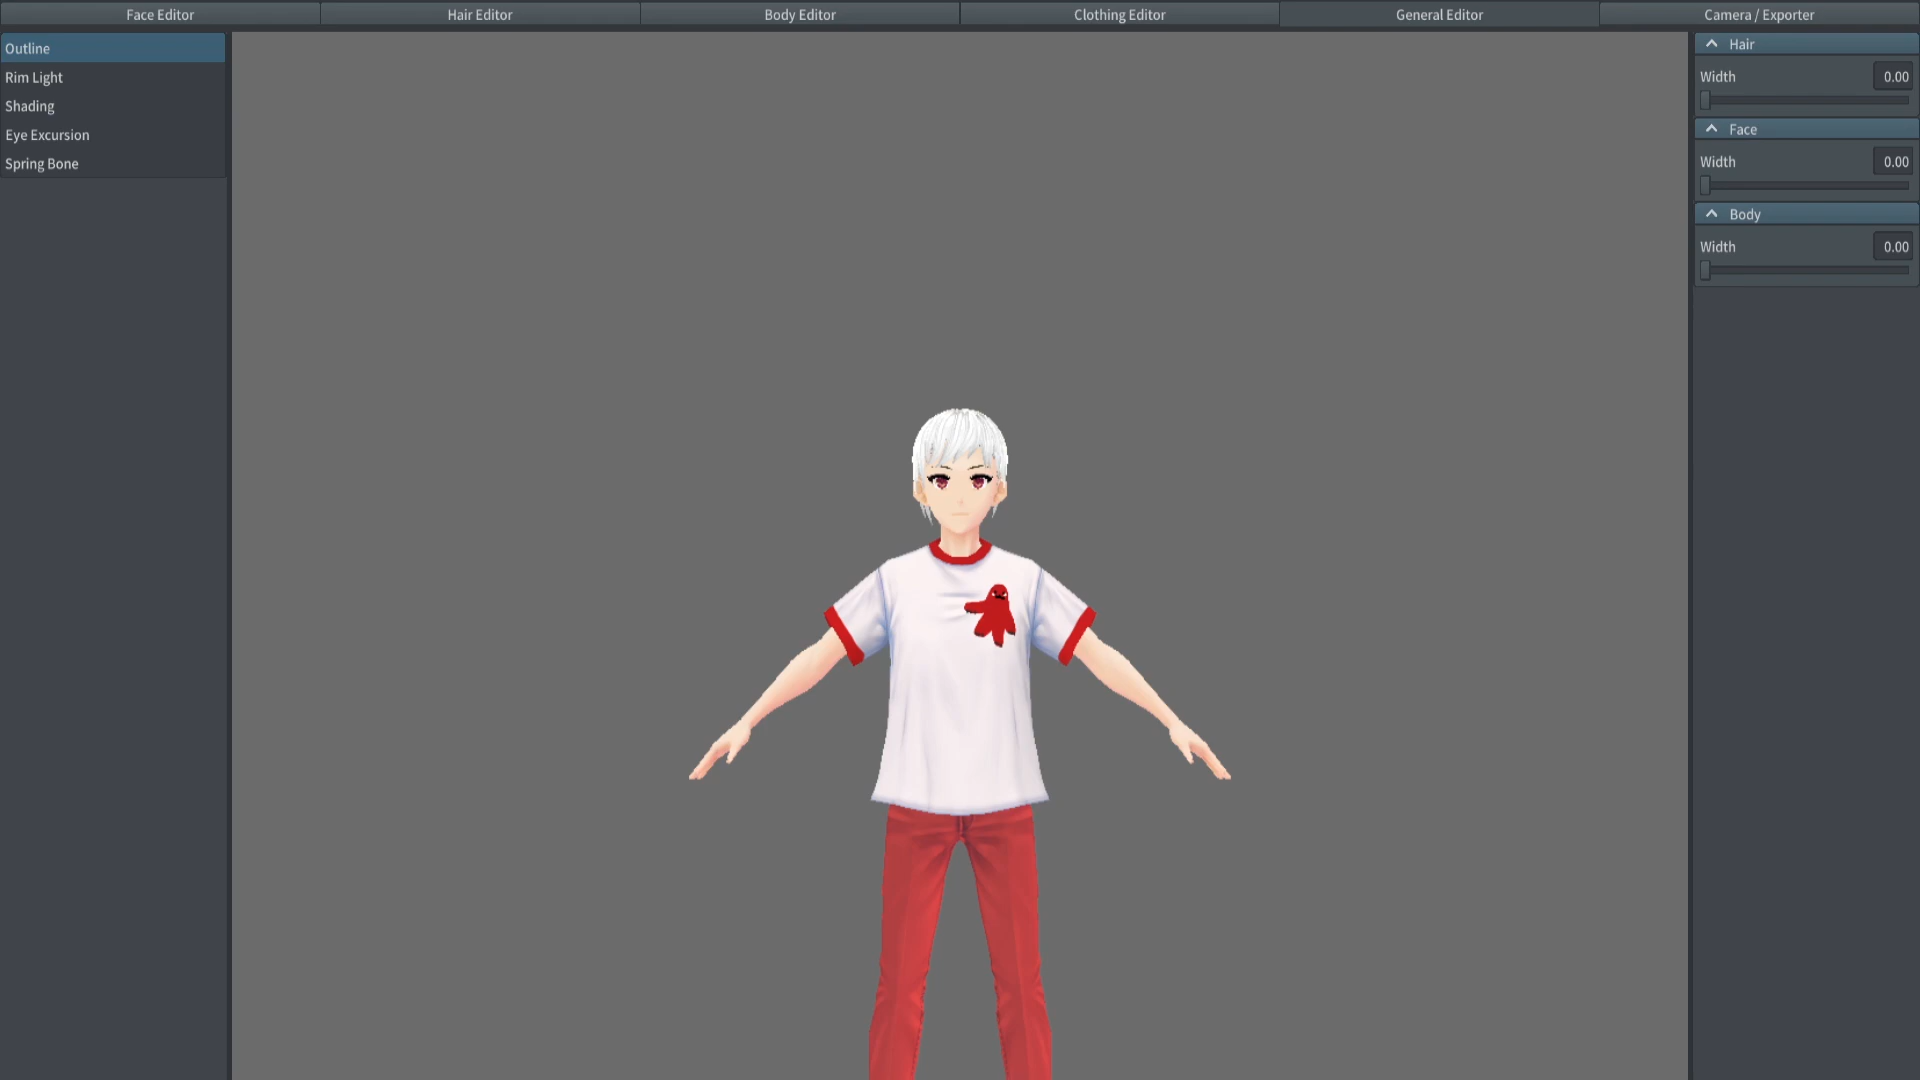 Face Editor
Hair Editor
Body Editor
Clothing Editor
General Editor
Camera / Exporter
Outline
Rim Light
Shading
Eye Excursion
Spring Bone
Hair
Width 0.00
Face
Width 0.00
Body
Width 0.00